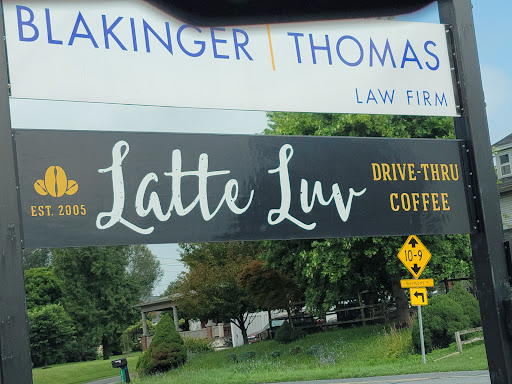 BLAKINGER | THOMAS
LAW FIRM
Latte Luv
EST. 2005
DRIVE-THRU
COFFEE
10-9